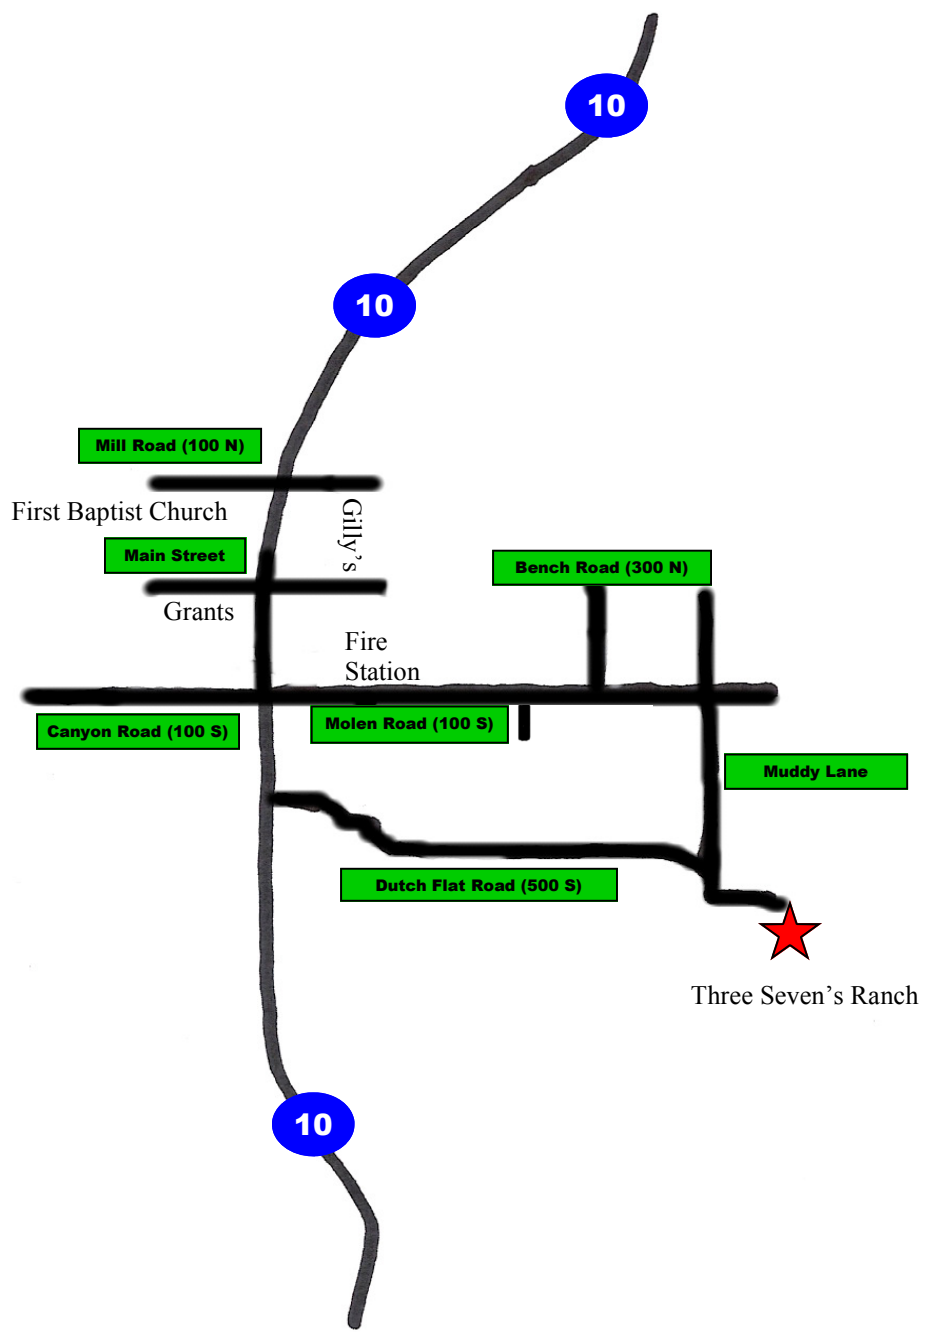 10
10
Mill Road (100 N)
First Baptist Church
Gilly’s
Main Street
Bench Road (300 N)
Grants
Fire
Station
Canyon Road (100 S)
Molen Road (100 S)
Muddy Lane
Dutch Flat Road (500 S)
Three Seven’s Ranch
10